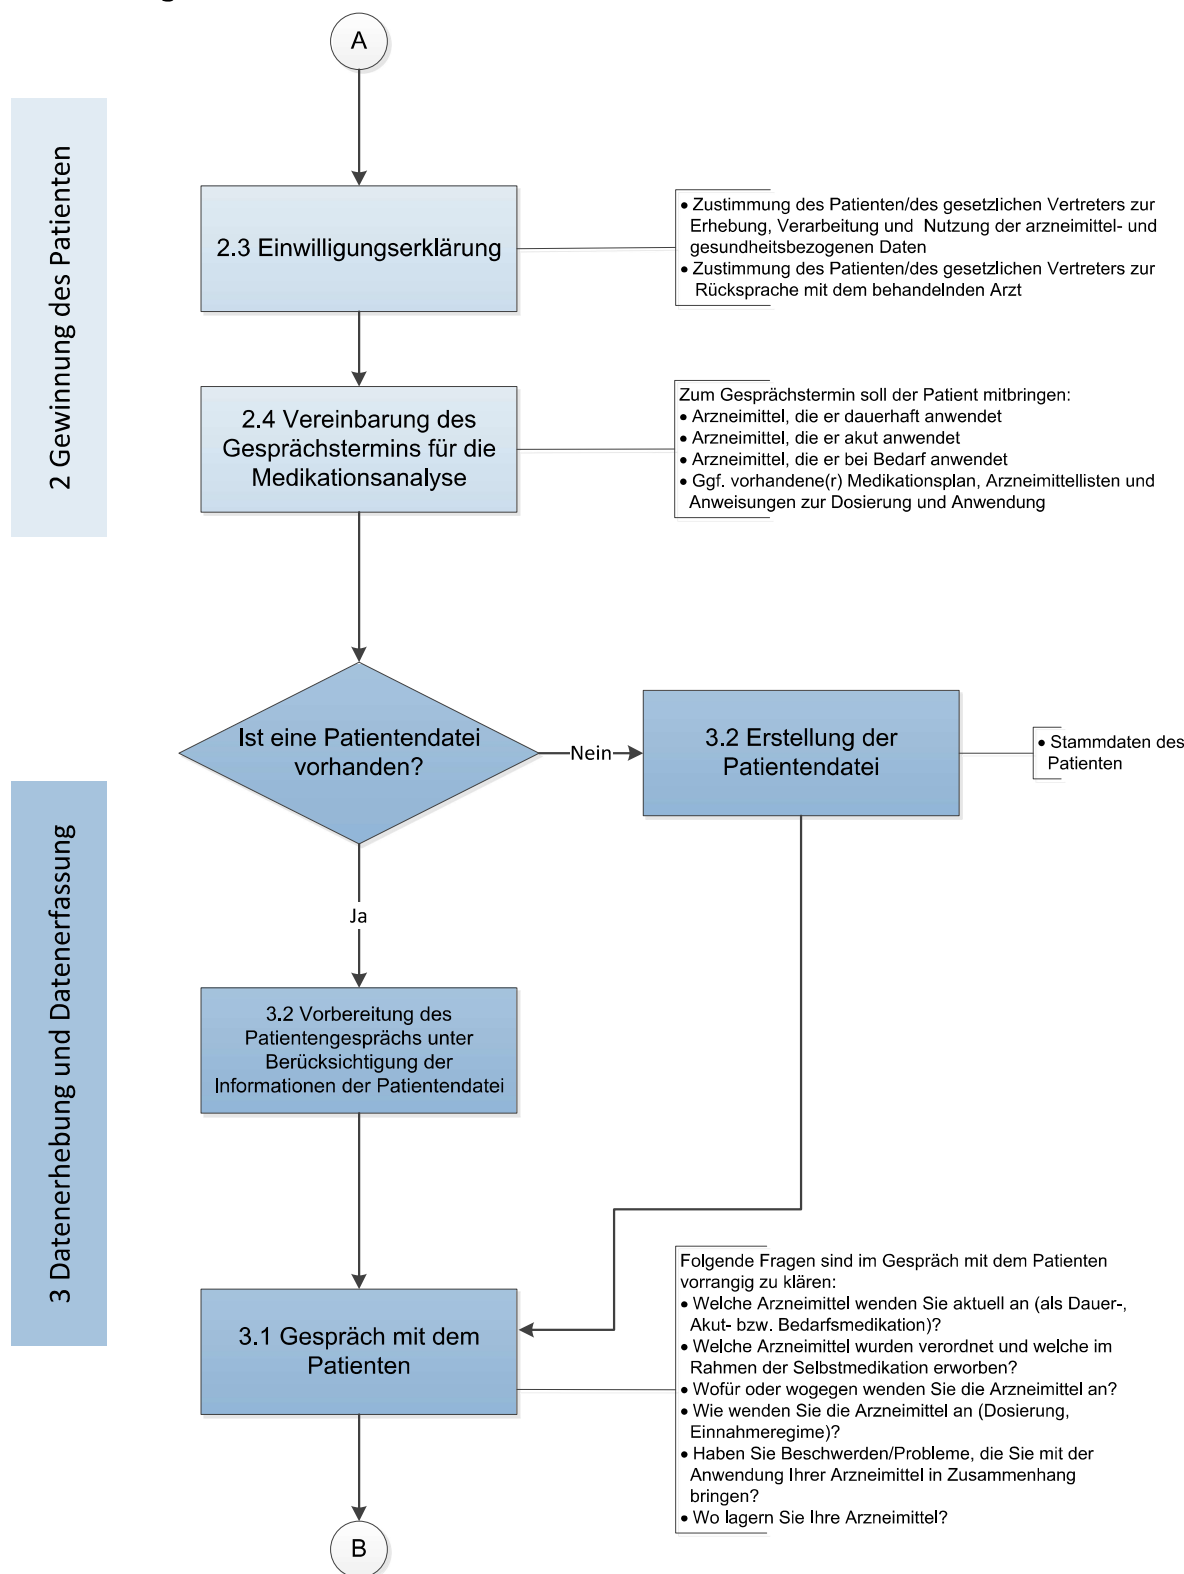 A
2 Gewinnung des Patienten
2.3 Einwilligungserklärung
• Zustimmung des Patienten/des gesetzlichen Vertreters zur
Erhebung, Verarbeitung und Nutzung der arzneimittel- und
gesundheitsbezogenen Daten
• Zustimmung des Patienten/des gesetzlichen Vertreters zur
Rücksprache mit dem behandelnden Arzt
2.4 Vereinbarung des
Gesprächstermins für die
Medikationsanalyse
Zum Gesprächstermin soll der Patient mitbringen:
• Arzneimittel, die er dauerhaft anwendet
• Arzneimittel, die er akut anwendet
• Arzneimittel, die er bei Bedarf anwendet
• Ggf. vorhandene(r) Medikationsplan, Arzneimittellisten und
Anweisungen zur Dosierung und Anwendung
3 Datenerhebung und Datenerfassung
Ist eine Patientendatei
vorhanden?
Nein
3.2 Erstellung der
Patientendatei
• Stammdaten des
Patienten
Ja
3.2 Vorbereitung des
Patientengesprächs unter
Berücksichtigung der
Informationen der Patientendatei
3.1 Gespräch mit dem
Patienten
Folgende Fragen sind im Gespräch mit dem Patienten
vorrangig zu klären:
• Welche Arzneimittel wenden Sie aktuell an (als Dauer-,
Akut- bzw. Bedarfsmedikation)?
• Welche Arzneimittel wurden verordnet und welche im
Rahmen der Selbstmedikation erworben?
• Wofür oder wogegen wenden Sie die Arzneimittel an?
• Wie wenden Sie die Arzneimittel an (Dosierung,
Einnahmeregime)?
• Haben Sie Beschwerden/Probleme, die Sie mit der
Anwendung Ihrer Arzneimittel in Zusammenhang
bringen?
• Wo lagern Sie Ihre Arzneimittel?
B